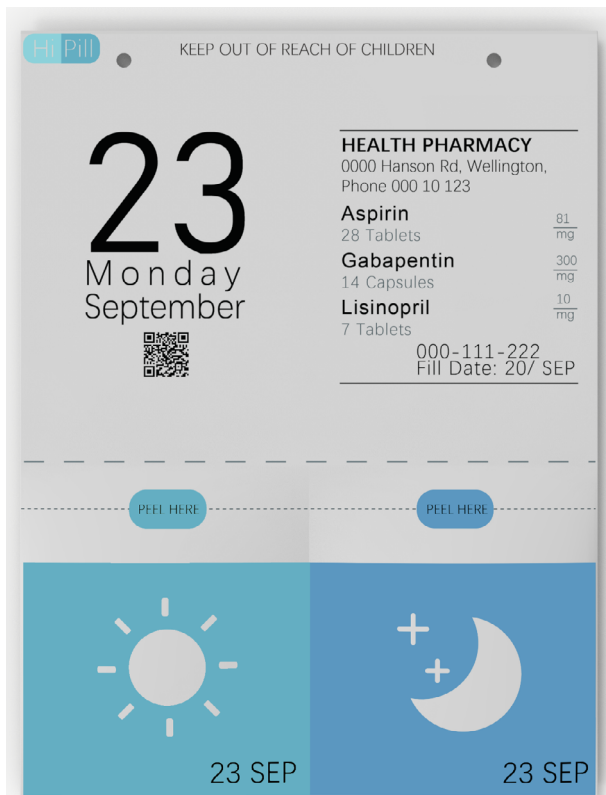 Hi Pill
KEEP OUT OF REACH OF CHILDREN
23
Monday
September
HEALTH PHARMACY
0000 Hanson Rd, Wellington,
Phone 000 10 123
Aspirin
81
mg
28 Tablets
Gabapentin
300
mg
14 Capsules
Lisinopril
10
mg
7 Tablets
000-111-222
Fill Date: 20/ SEP
PEEL HERE
PEEL HERE
23 SEP
23 SEP